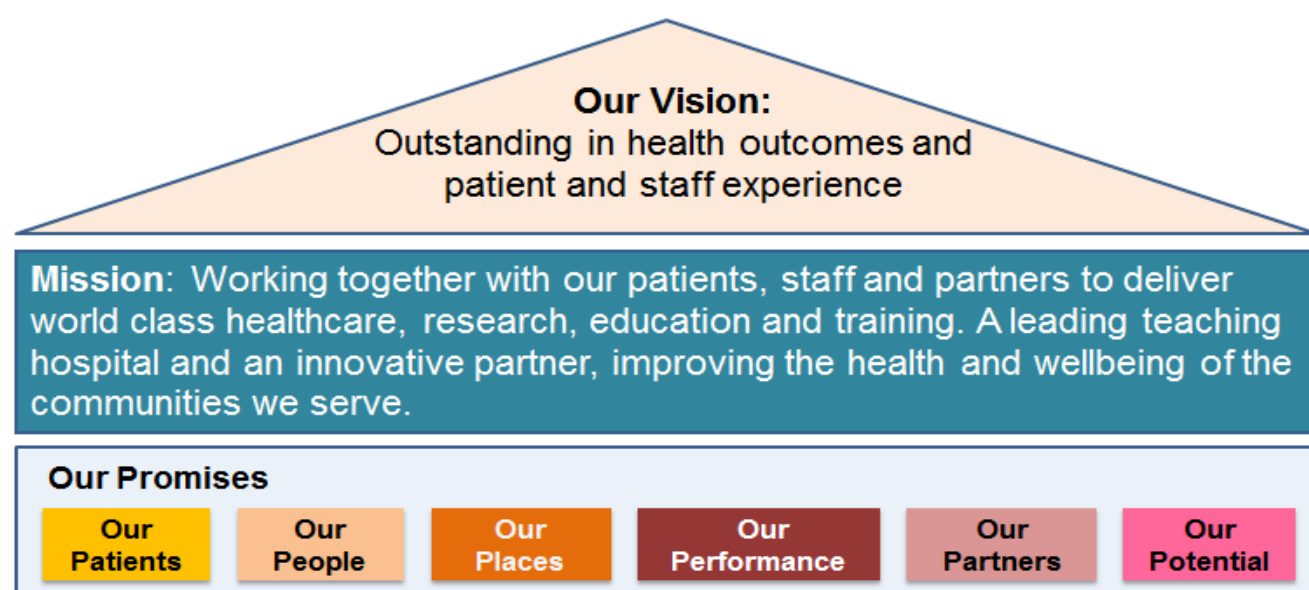 Our Vision:
Outstanding in health outcomes and
patient and staff experience
Mission: Working together with our patients, staff and partners to deliver
world class healthcare, research, education and training. A leading teaching
hospital and an innovative partner, improving the health and wellbeing of the
communities we serve.
Our Promises
Our Patients
Our People
Our Places
Our Performance
Our Partners
Our Potential